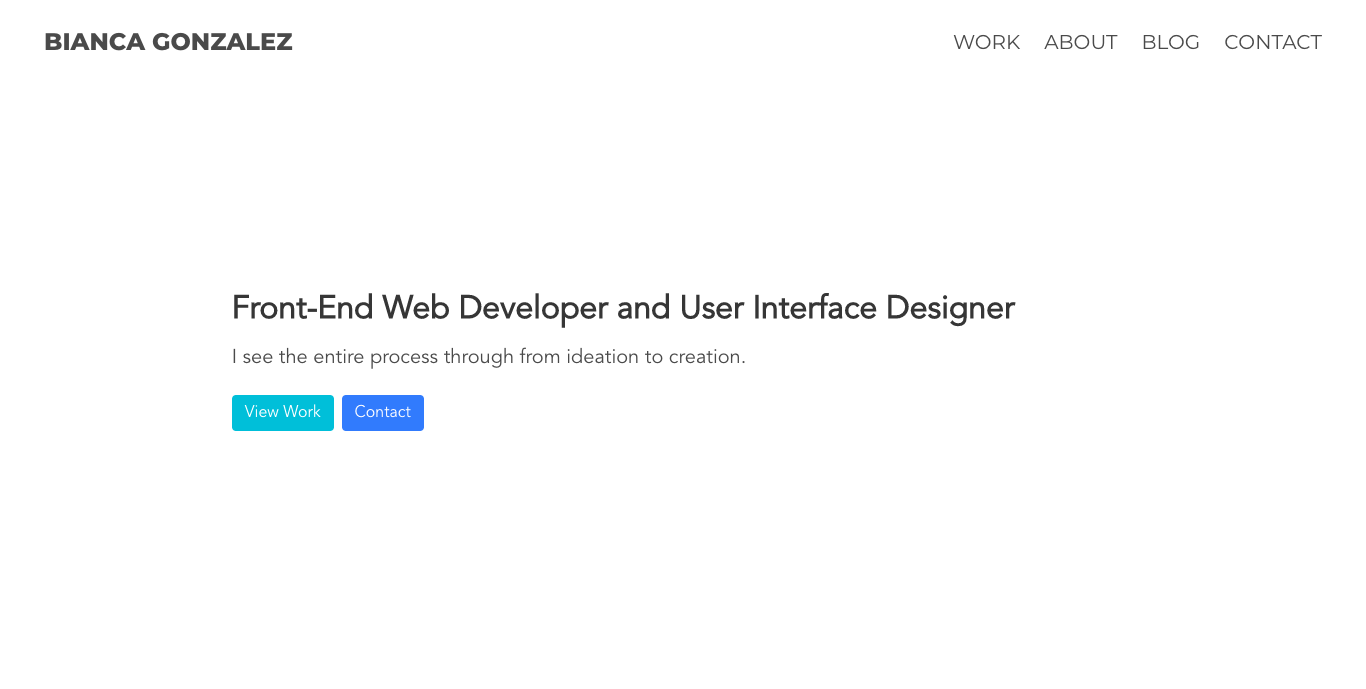 BIANCA GONZALEZ
WORK ABOUT BLOG CONTACT
Front-End Web Developer and User Interface Designer
I see the entire process through from ideation to creation.
View Work Contact